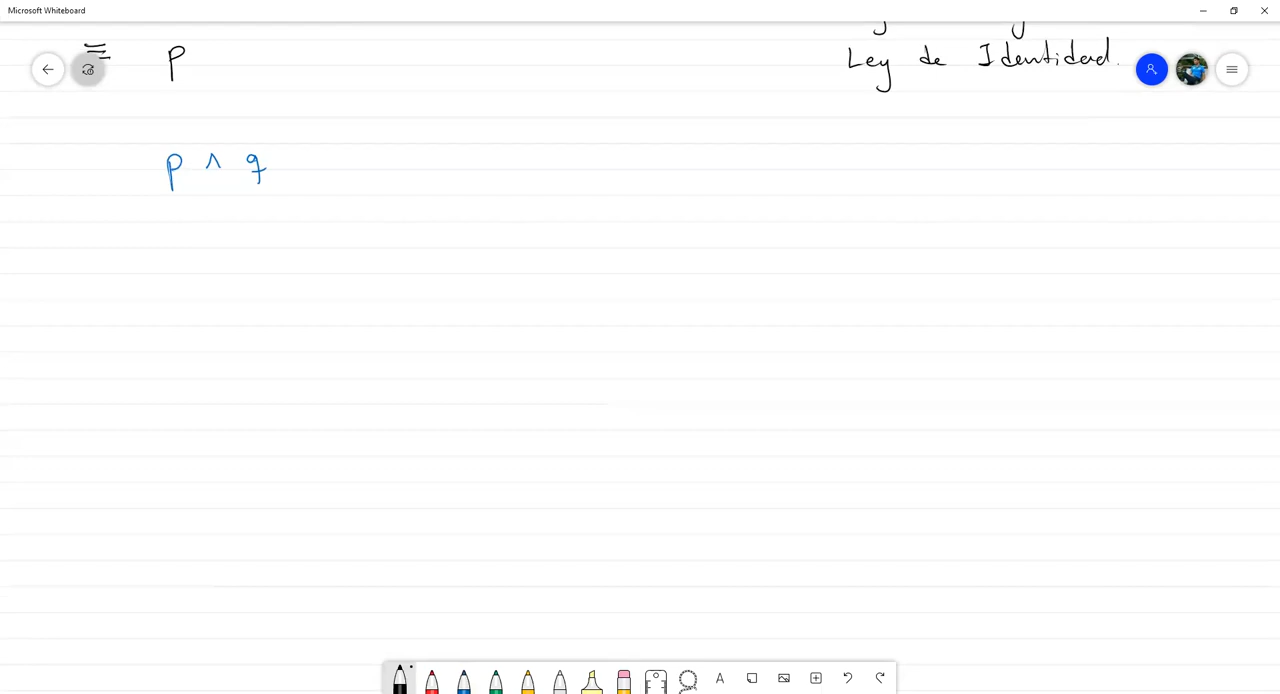 Microsoft Whiteboard
≡ p Ley de Identidad.
p ∧ q